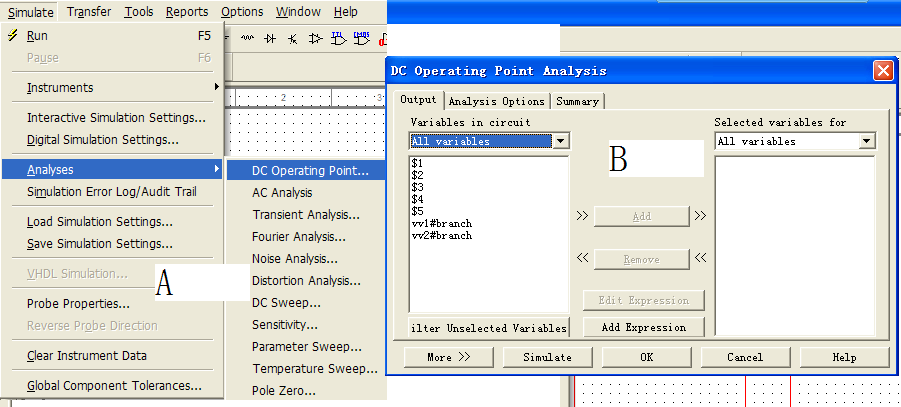 Simulate Transfer Tools Reports Options Window Help
Run F5
Pause F6
Instruments
Interactive Simulation Settings...
Digital Simulation Settings...
Analyses
Simulation Error Log/Audit Trail
Load Simulation Settings...
Save Simulation Settings...
VHDL Simulation...
Probe Properties...
Reverse Probe Direction
Clear Instrument Data
Global Component Tolerances...
A
TTL CMOS
2 3
DC Operating Point...
AC Analysis
Transient Analysis...
Fourier Analysis...
Noise Analysis...
Distortion Analysis...
DC Sweep...
Sensitivity...
Parameter Sweep...
Temperature Sweep...
Pole Zero...
DC Operating Point Analysis
Output Analysis Options Summary
Variables in circuit
All variables
$1
$2
$3
$4
$5
vv1#branch
vv2#branch
ilter Unselected Variables
B
>> Add >>
<< Remove <<
Edit Expression
Add Expression
Selected variables for
All variables
More >> Simulate OK Cancel Help